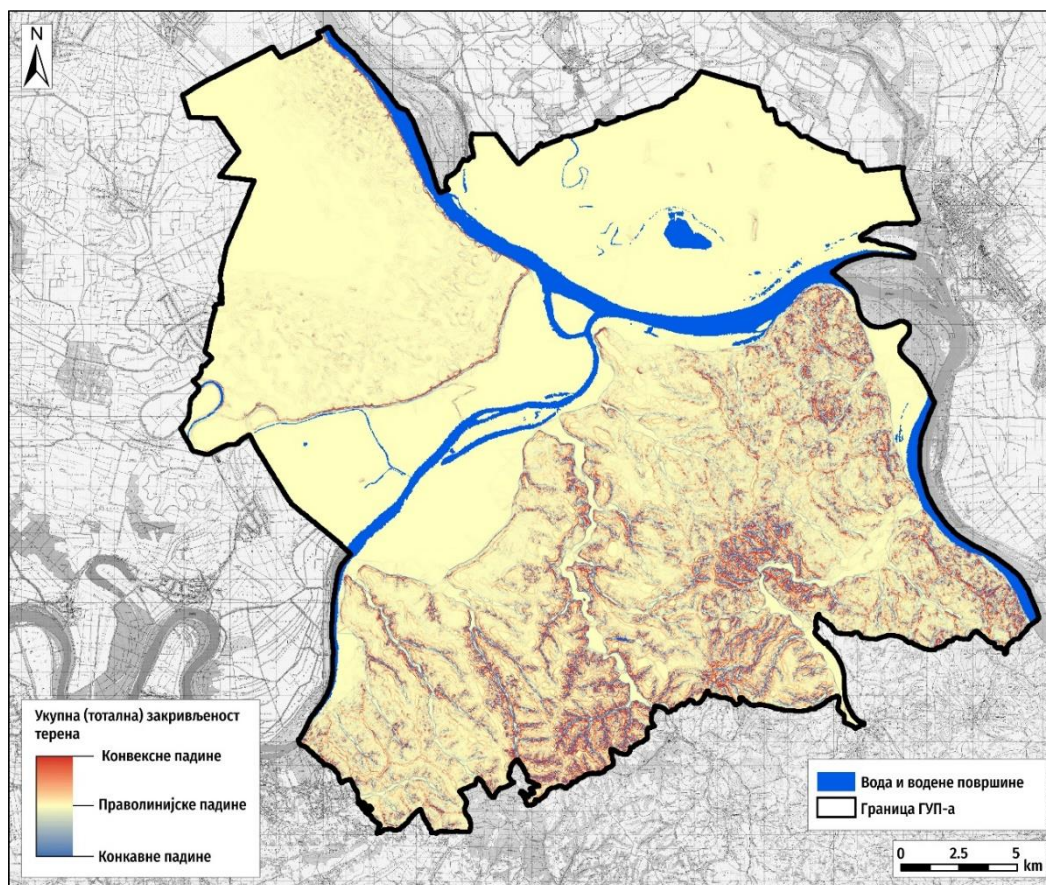 N
Укупна (тотална) закривљеност
терена
Конвексне падине
Праволинијске падине
Конкавне падине
Вода и водене површине
Граница ГУП-а
0 2.5 5
km